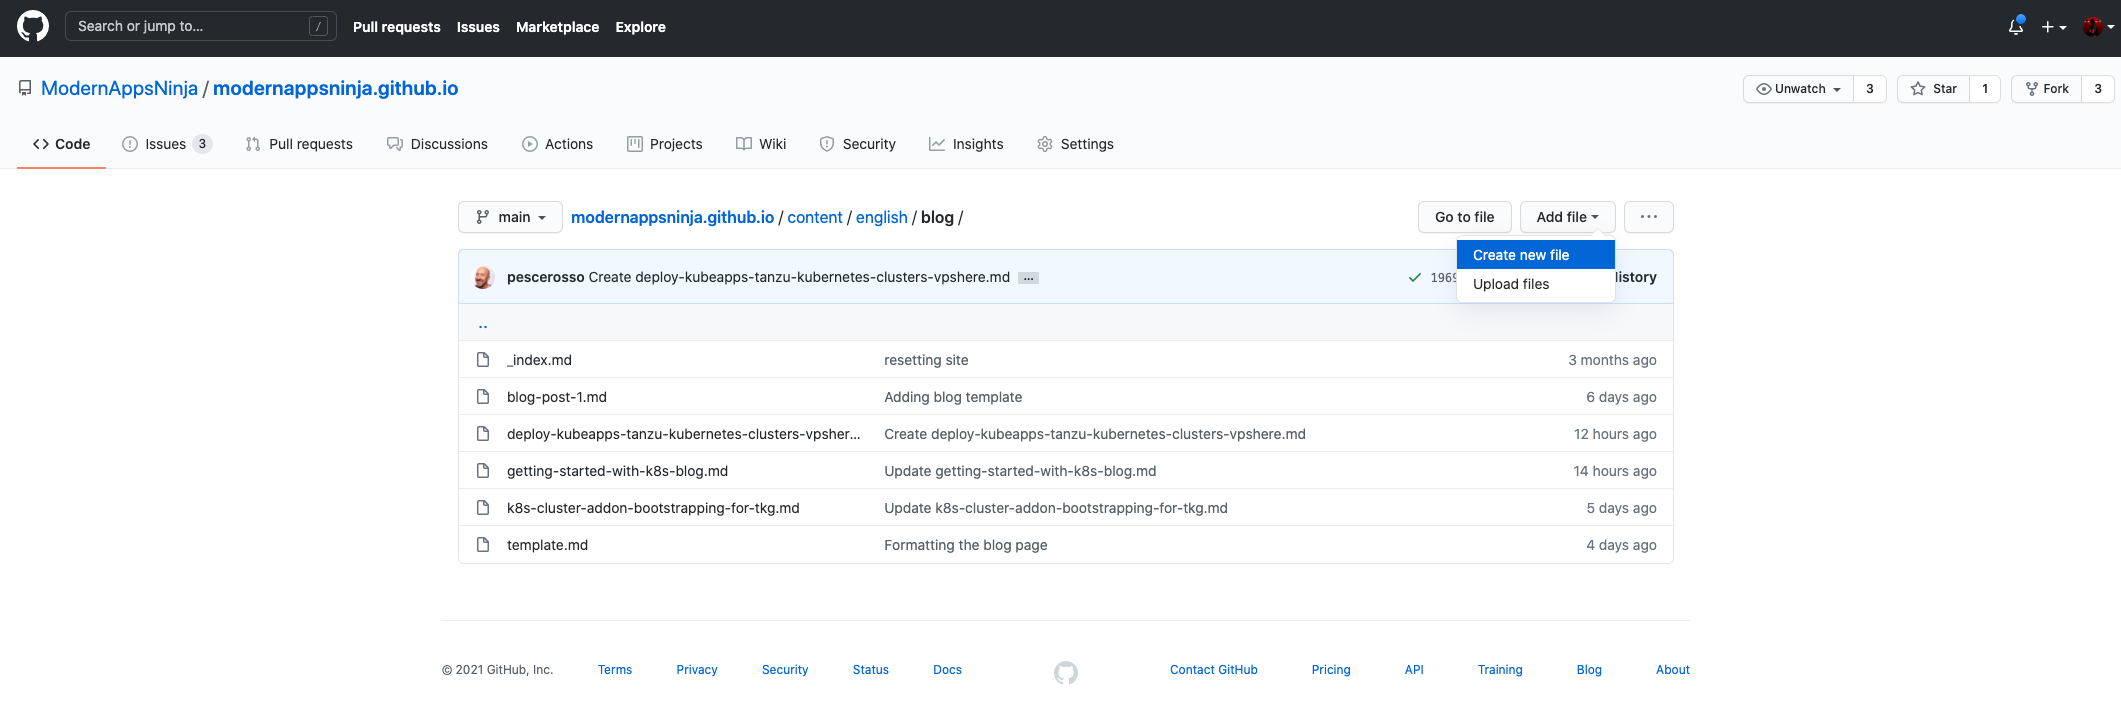 Search or jump to... /
Pull requests Issues Marketplace Explore
ModernAppsNinja / modernappsninja.github.io
Unwatch 3 Star 1 Fork 3
Code Issues 3 Pull requests Discussions Actions Projects Wiki Security Insights Settings
main modernappsninja.github.io / content / english / blog / Go to file Add file ...
Create new file
Upload files
pescerosso Create deploy-kubeapps-tanzu-kubernetes-clusters-vpshere.md ...
..
_index.md resetting site 3 months ago
blog-post-1.md Adding blog template 6 days ago
deploy-kubeapps-tanzu-kubernetes-clusters-vpsher... Create deploy-kubeapps-tanzu-kubernetes-clusters-vpshere.md 12 hours ago
getting-started-with-k8s-blog.md Update getting-started-with-k8s-blog.md 14 hours ago
k8s-cluster-addon-bootstrapping-for-tkg.md Update k8s-cluster-addon-bootstrapping-for-tkg.md 5 days ago
template.md Formatting the blog page 4 days ago
© 2021 GitHub, Inc. Terms Privacy Security Status Docs Contact GitHub Pricing API Training Blog About